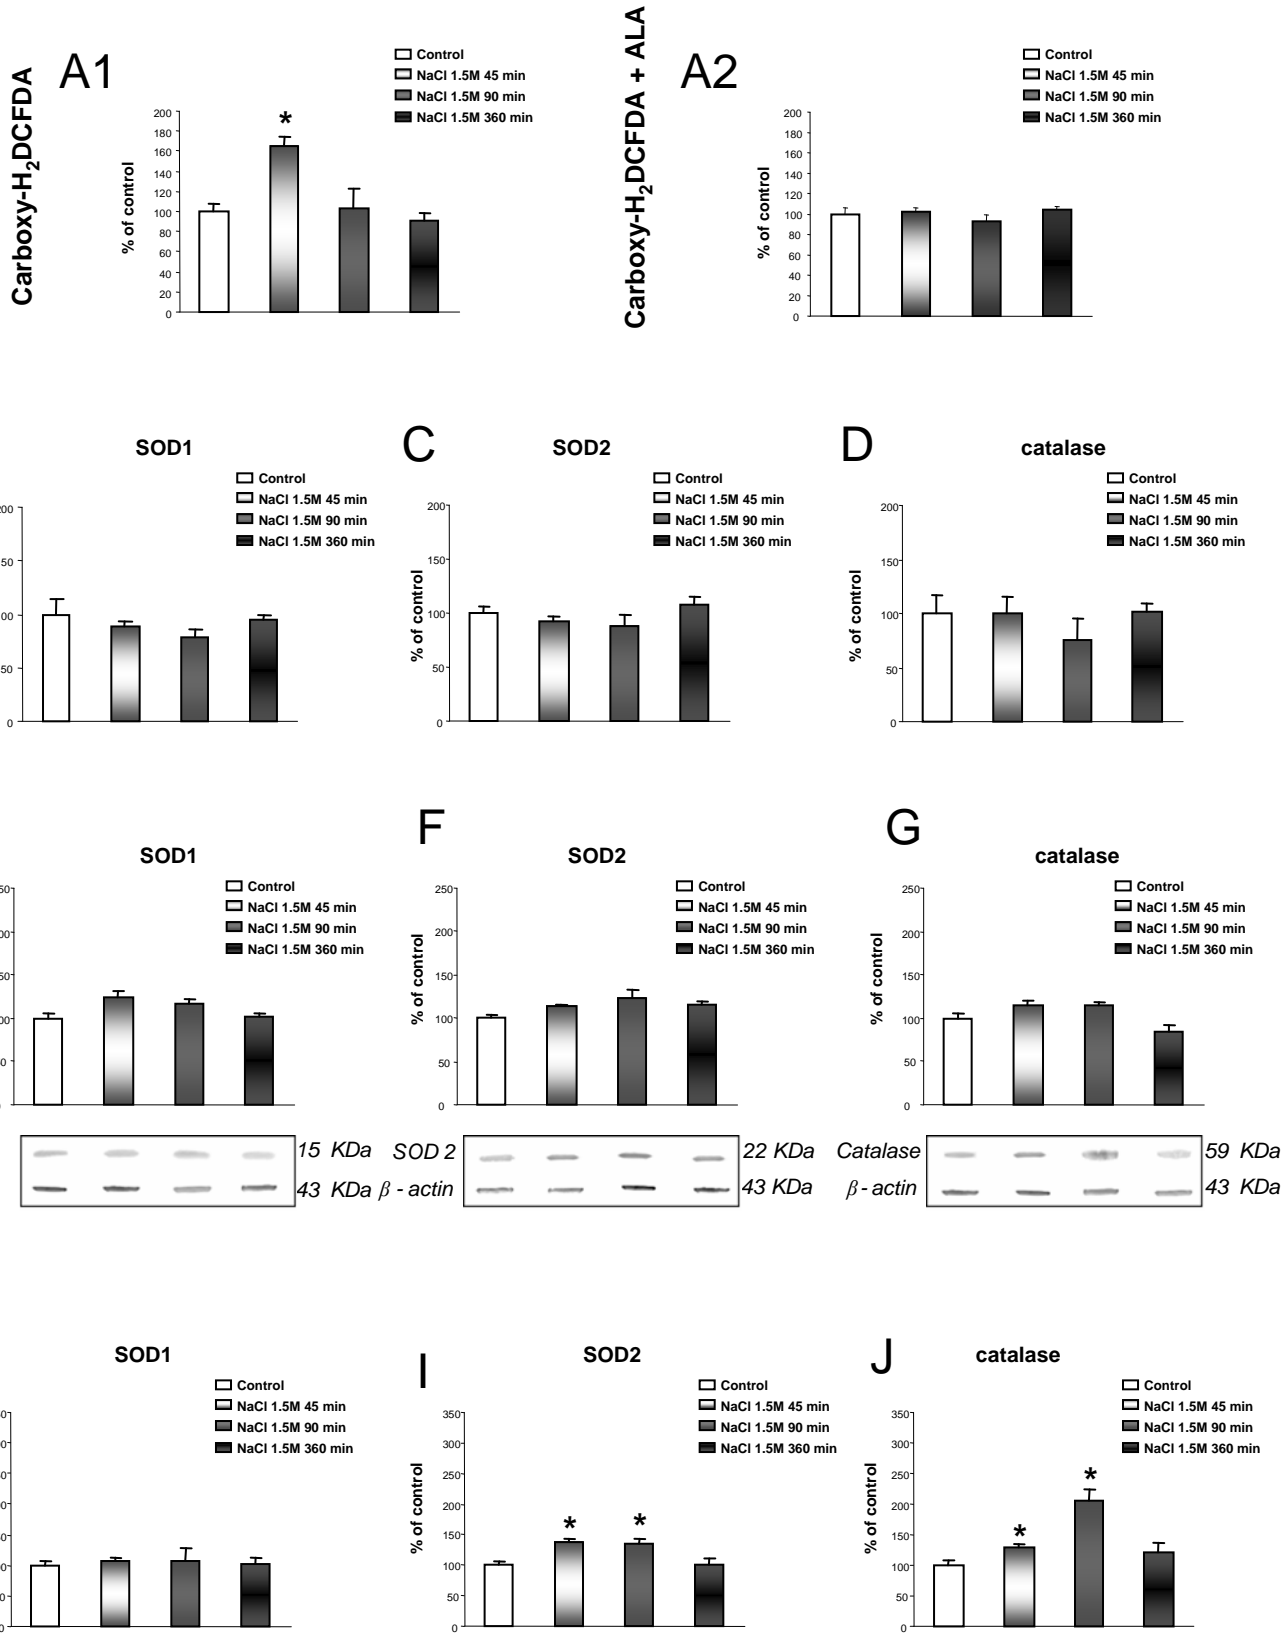 A1
Carboxy-H2DCFDA
Control
NaCl 1.5M 45 min
NaCl 1.5M 90 min
NaCl 1.5M 360 min
% of control
200
180
160
140
120
100
80
60
40
20
0
*
A2
Carboxy-H2DCFDA + ALA
Control
NaCl 1.5M 45 min
NaCl 1.5M 90 min
NaCl 1.5M 360 min
% of control
200
180
160
140
120
100
80
60
40
20
0
SOD1
Control
NaCl 1.5M 45 min
NaCl 1.5M 90 min
NaCl 1.5M 360 min
50
0
C
SOD2
Control
NaCl 1.5M 45 min
NaCl 1.5M 90 min
NaCl 1.5M 360 min
% of control
200
150
100
50
0
D
catalase
Control
NaCl 1.5M 45 min
NaCl 1.5M 90 min
NaCl 1.5M 360 min
% of control
200
150
100
50
0
SOD1
Control
NaCl 1.5M 45 min
NaCl 1.5M 90 min
NaCl 1.5M 360 min
15 KDa
43 KDa
F
SOD2
Control
NaCl 1.5M 45 min
NaCl 1.5M 90 min
NaCl 1.5M 360 min
% of control
250
200
150
100
50
0
SOD 2
22 KDa
β - actin
43 KDa
G
catalase
Control
NaCl 1.5M 45 min
NaCl 1.5M 90 min
NaCl 1.5M 360 min
% of control
250
200
150
100
50
0
Catalase
59 KDa
β- actin
43 KDa
SOD1
Control
NaCl 1.5M 45 min
NaCl 1.5M 90 min
NaCl 1.5M 360 min
I
SOD2
Control
NaCl 1.5M 45 min
NaCl 1.5M 90 min
NaCl 1.5M 360 min
% of control
350
300
250
200
150
100
50
0
*
*
J
catalase
Control
NaCl 1.5M 45 min
NaCl 1.5M 90 min
NaCl 1.5M 360 min
% of control
350
300
250
200
150
100
50
0
*
*